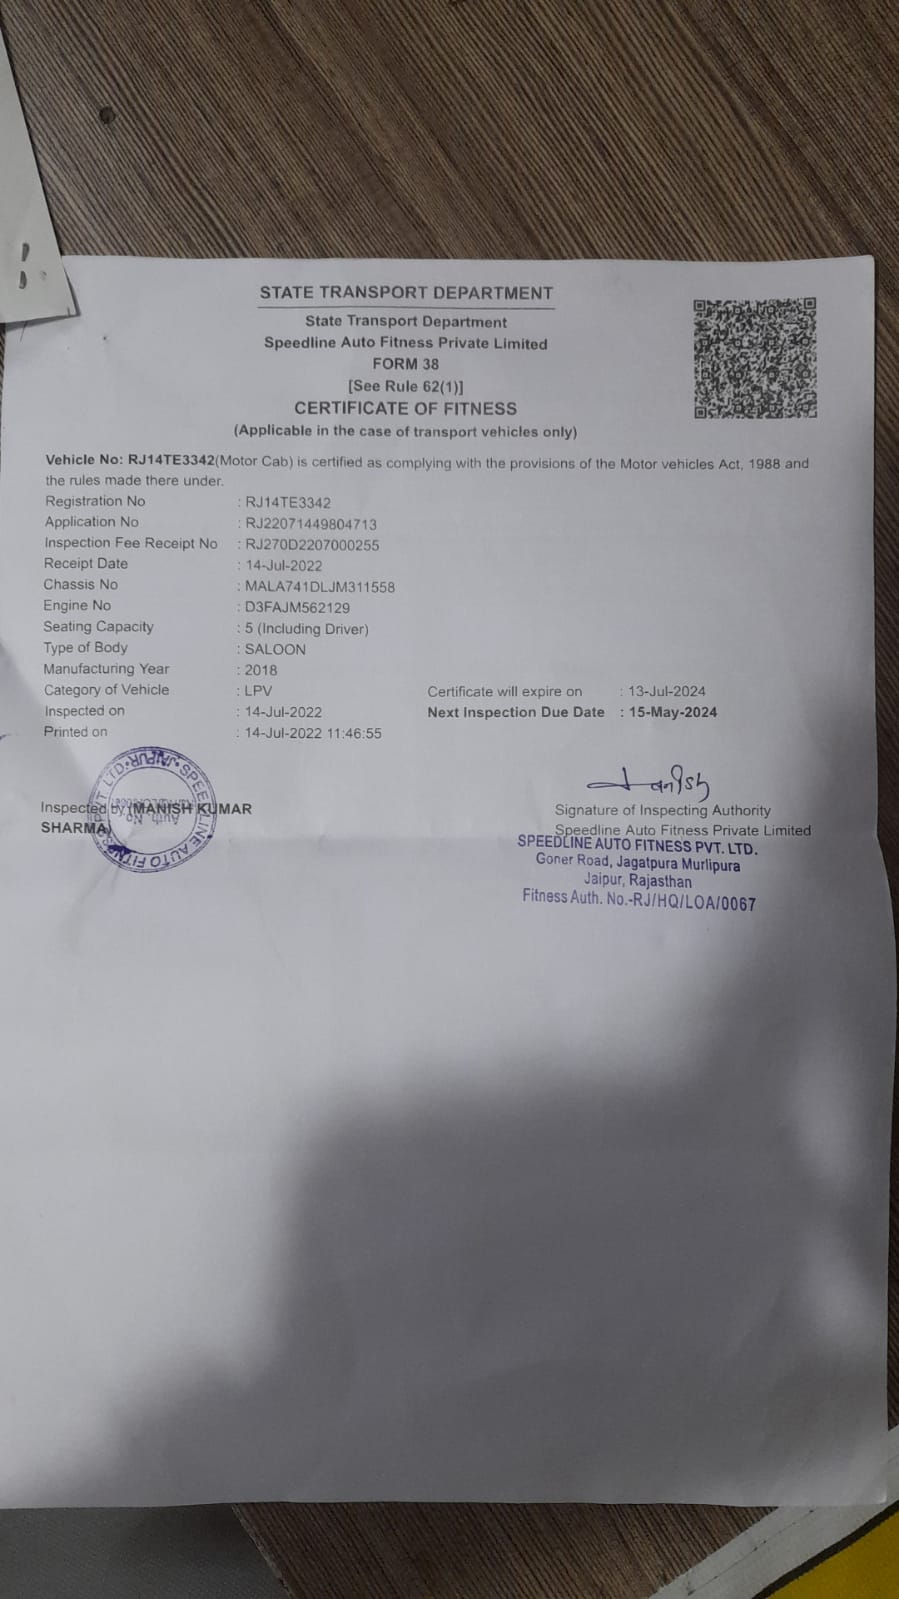 STATE TRANSPORT DEPARTMENT
State Transport Department
Speedline Auto Fitness Private Limited
FORM 38
[See Rule 62(1)]
CERTIFICATE OF FITNESS
(Applicable in the case of transport vehicles only)
Vehicle No: RJ14TE3342(Motor Cab) is certified as complying with the provisions of the Motor vehicles Act, 1988 and
the rules made there under.
Registration No : RJ14TE3342
Application No : RJ22071449804713
Inspection Fee Receipt No : RJ270D2207000255
Receipt Date : 14-Jul-2022
Chassis No : MALA741DLJM311558
Engine No : D3FAJM562129
Seating Capacity : 5 (Including Driver)
Type of Body : SALOON
Manufacturing Year : 2018
Category of Vehicle : LPV Certificate will expire on : 13-Jul-2024
Inspected on : 14-Jul-2022 Next Inspection Due Date : 15-May-2024
Printed on : 14-Jul-2022 11:46:55
SPEEDLINE AUTO FITNESS PVT LTD JAIPUR
Auth. No.
Inspected by (MANISH KUMAR
SHARMA)
Signature of Inspecting Authority
Speedline Auto Fitness Private Limited
SPEEDLINE AUTO FITNESS PVT. LTD.
Goner Road, Jagatpura Murlipura
Jaipur, Rajasthan
Fitness Auth. No.-RJ/HQ/LOA/0067